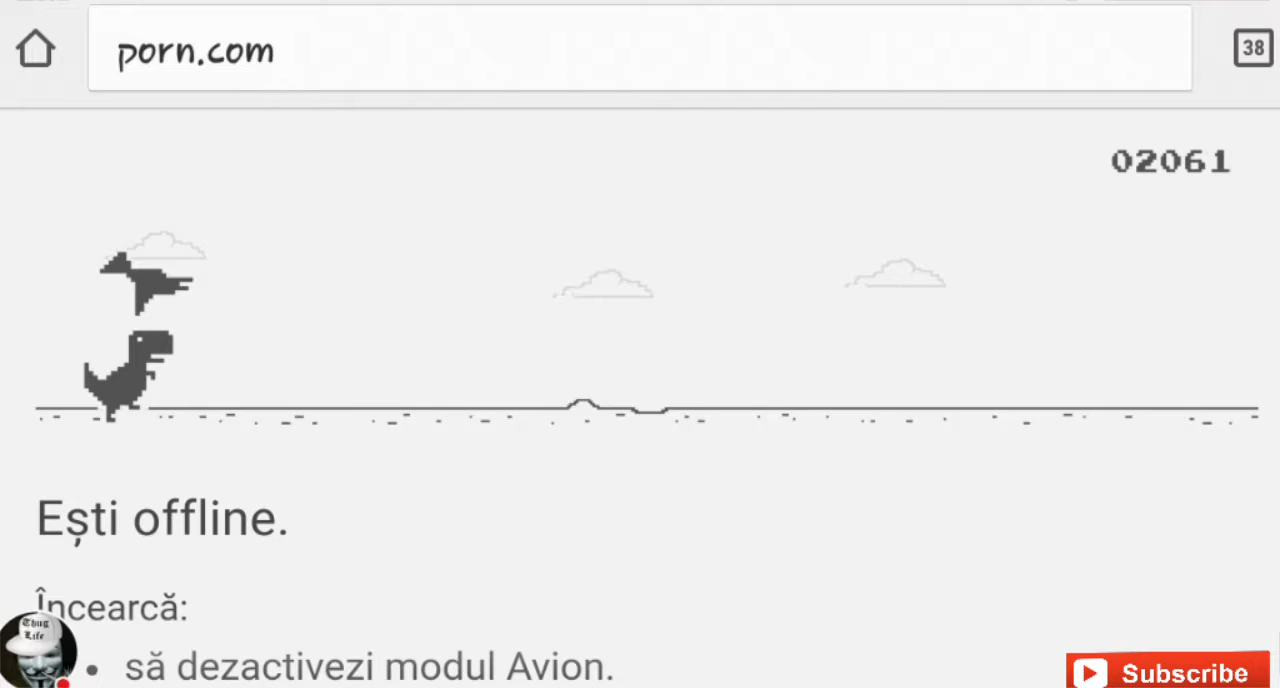 porn.com
38
02061
Ești offline.
Încearcă:
Thug
Life
• să dezactivezi modul Avion.
Subscribe